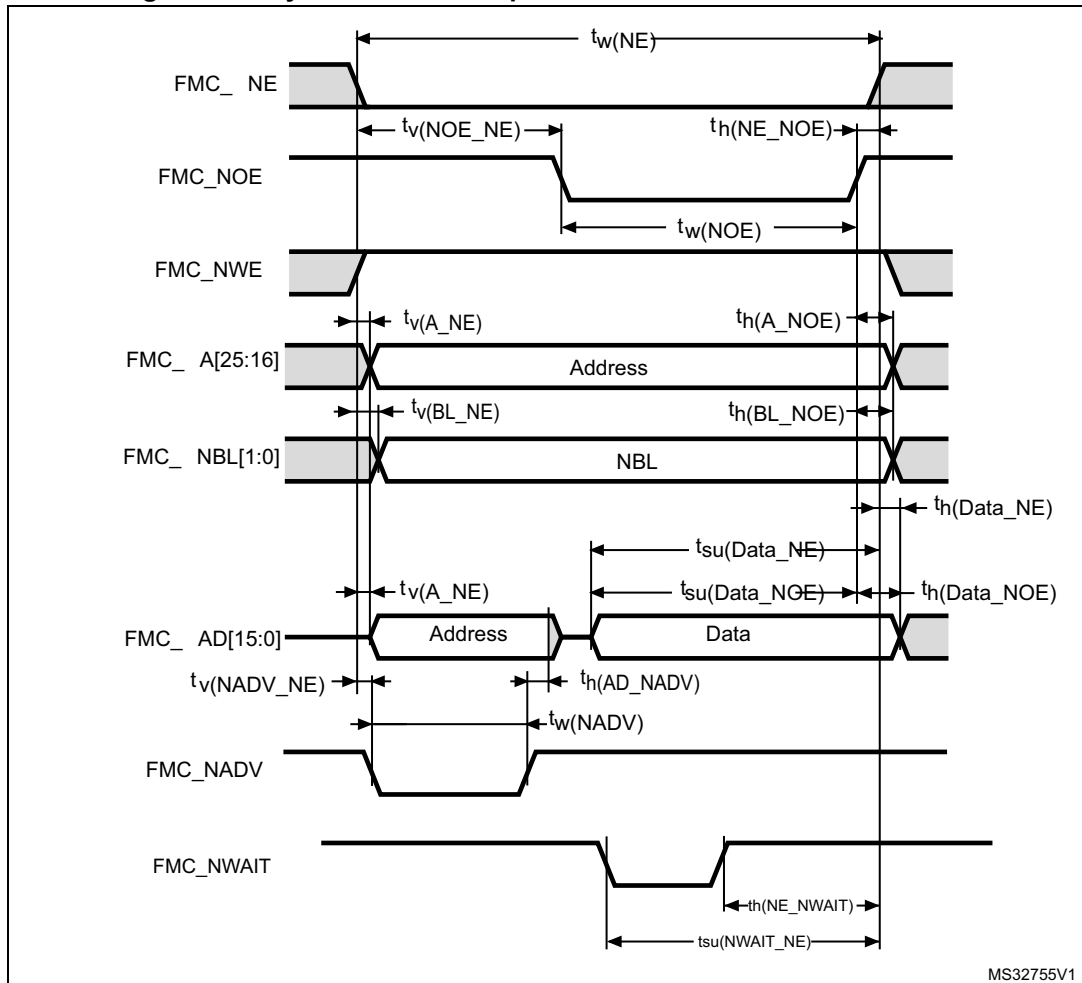 tw(NE)
FMC_ NE
tv(NOE_NE)
th(NE_NOE)
FMC_NOE
tw(NOE)
FMC_NWE
tv(A_NE)
th(A_NOE)
FMC_ A[25:16]
Address
tv(BL_NE)
th(BL_NOE)
FMC_ NBL[1:0]
NBL
th(Data_NE)
tsu(Data_NE)
tv(A_NE)
tsu(Data_NOE)
th(Data_NOE)
FMC_ AD[15:0]
Address
Data
tv(NADV_NE)
th(AD_NADV)
tw(NADV)
FMC_NADV
FMC_NWAIT
th(NE_NWAIT)
tsu(NWAIT_NE)
MS32755V1